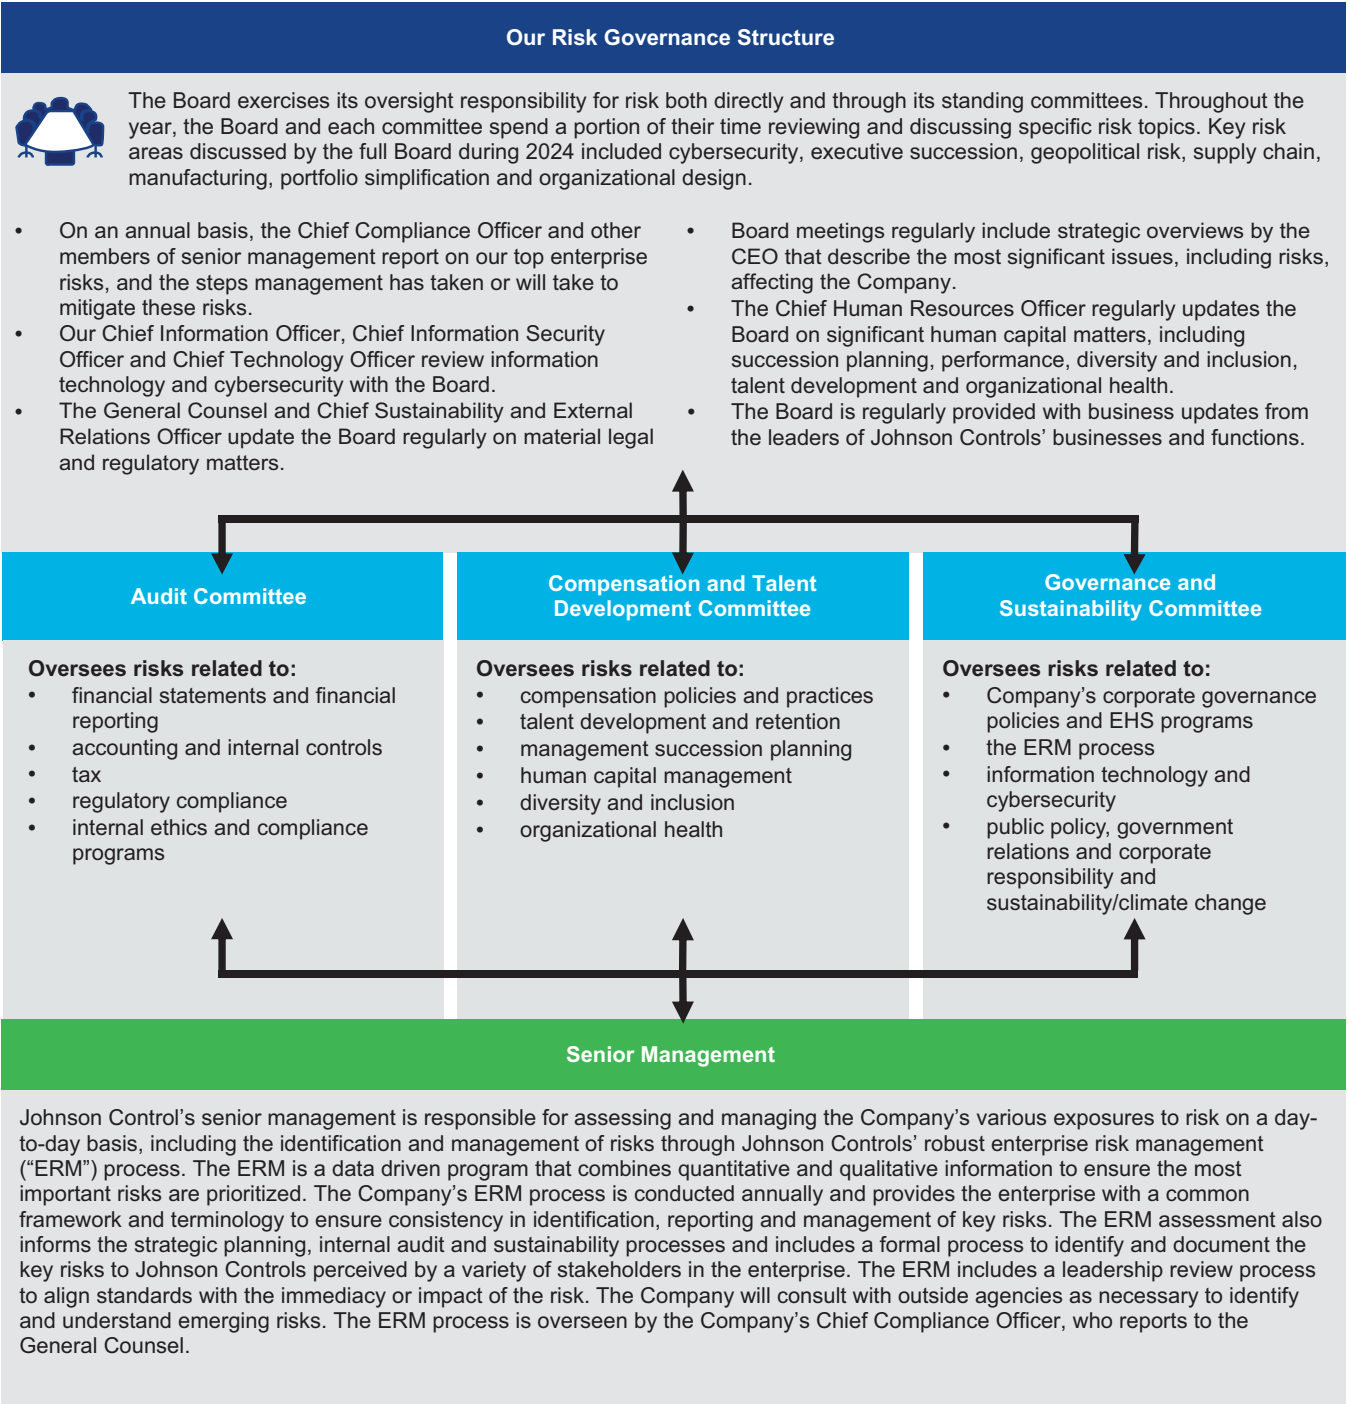 Our Risk Governance Structure
The Board exercises its oversight responsibility for risk both directly and through its standing committees. Throughout the
year, the Board and each committee spend a portion of their time reviewing and discussing specific risk topics. Key risk
areas discussed by the full Board during 2024 included cybersecurity, executive succession, geopolitical risk, supply chain,
manufacturing, portfolio simplification and organizational design.
• On an annual basis, the Chief Compliance Officer and other
members of senior management report on our top enterprise
risks, and the steps management has taken or will take to
mitigate these risks.
• Our Chief Information Officer, Chief Information Security
Officer and Chief Technology Officer review information
technology and cybersecurity with the Board.
• The General Counsel and Chief Sustainability and External
Relations Officer update the Board regularly on material legal
and regulatory matters.
• Board meetings regularly include strategic overviews by the
CEO that describe the most significant issues, including risks,
affecting the Company.
• The Chief Human Resources Officer regularly updates the
Board on significant human capital matters, including
succession planning, performance, diversity and inclusion,
talent development and organizational health.
• The Board is regularly provided with business updates from
the leaders of Johnson Controls' businesses and functions.
Audit Committee
Oversees risks related to:
• financial statements and financial
reporting
• accounting and internal controls
• tax
• regulatory compliance
• internal ethics and compliance
programs
Compensation and Talent
Development Committee
Oversees risks related to:
• compensation policies and practices
• talent development and retention
• management succession planning
• human capital management
• diversity and inclusion
• organizational health
Governance and
Sustainability Committee
Oversees risks related to:
• Company's corporate governance
policies and EHS programs
• the ERM process
• information technology and
cybersecurity
• public policy, government
relations and corporate
responsibility and
sustainability/climate change
Senior Management
Johnson Control's senior management is responsible for assessing and managing the Company's various exposures to risk on a day-
to-day basis, including the identification and management of risks through Johnson Controls' robust enterprise risk management
("ERM") process. The ERM is a data driven program that combines quantitative and qualitative information to ensure the most
important risks are prioritized. The Company's ERM process is conducted annually and provides the enterprise with a common
framework and terminology to ensure consistency in identification, reporting and management of key risks. The ERM assessment also
informs the strategic planning, internal audit and sustainability processes and includes a formal process to identify and document the
key risks to Johnson Controls perceived by a variety of stakeholders in the enterprise. The ERM includes a leadership review process
to align standards with the immediacy or impact of the risk. The Company will consult with outside agencies as necessary to identify
and understand emerging risks. The ERM process is overseen by the Company's Chief Compliance Officer, who reports to the
General Counsel.